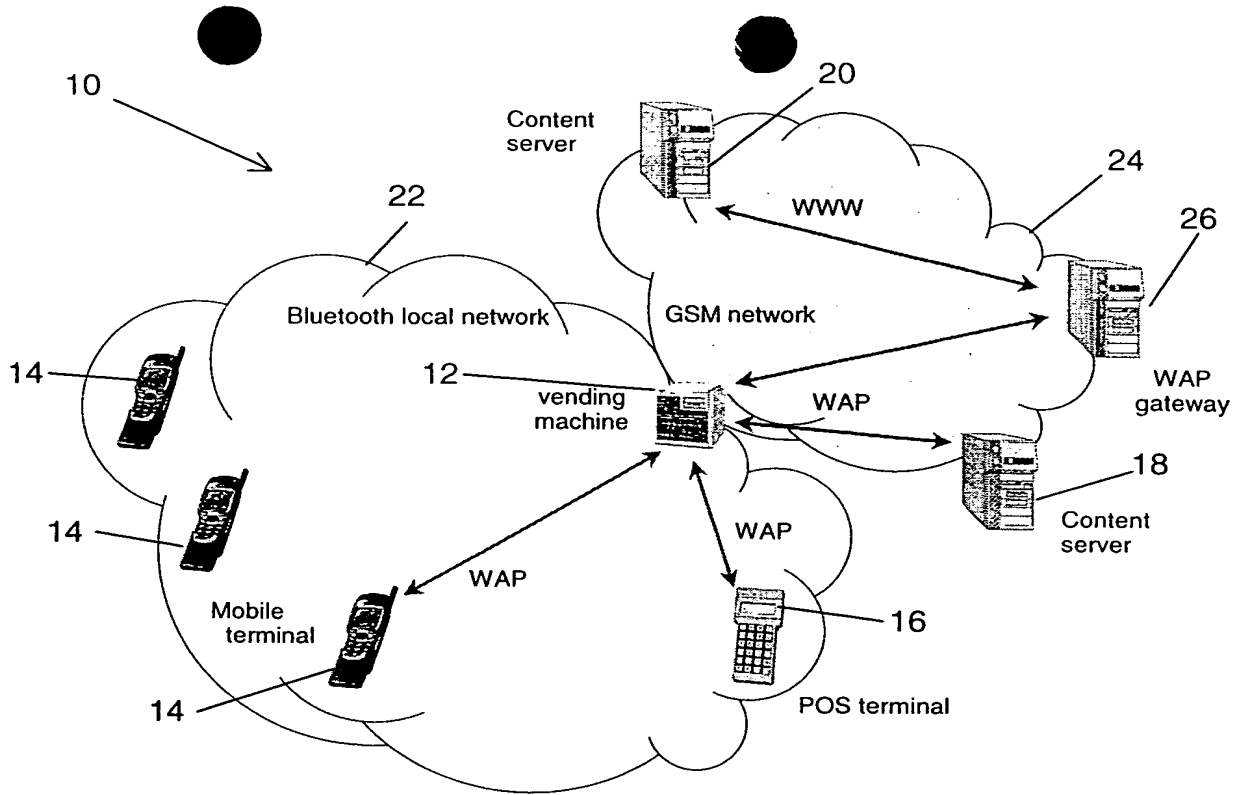 10
20
Content
server
24
22
WWW
26
Bluetooth local network
GSM network
14
12
vending
machine
WAP
WAP
gateway
18
14
WAP
Content
server
WAP
Mobile
terminal
16
14
POS terminal